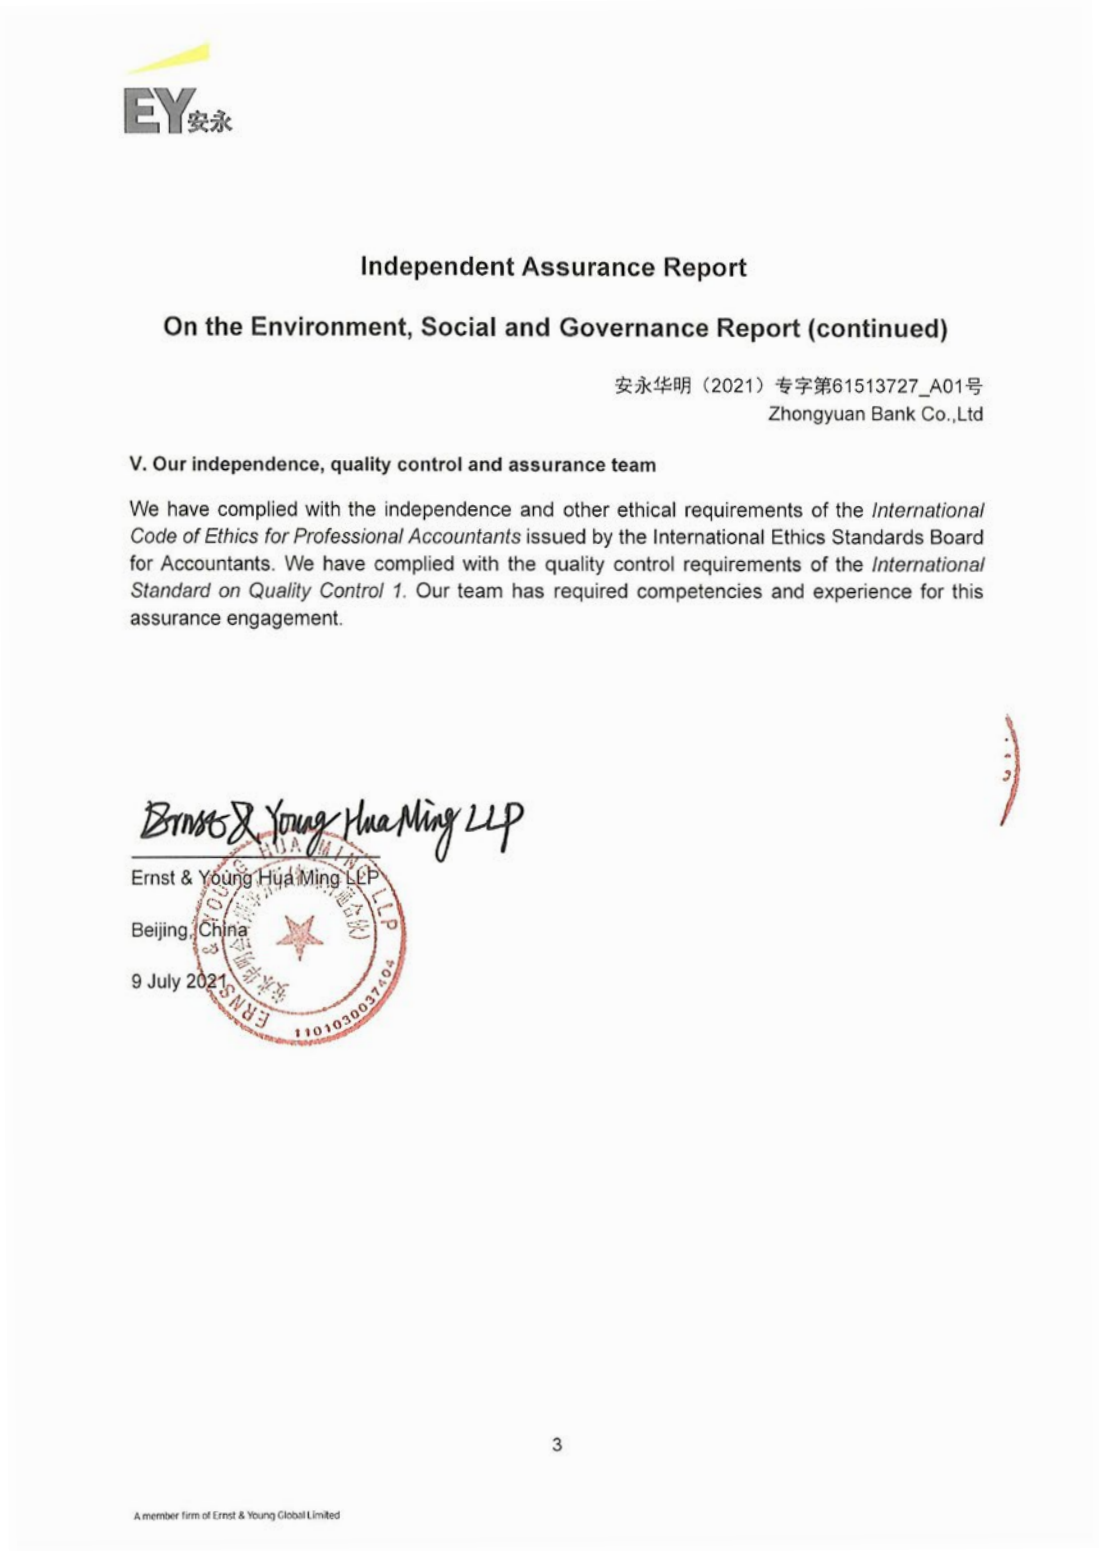 EY安永
Independent Assurance Report
On the Environment, Social and Governance Report (continued)
安永华明（2021）专字第61513727_A01号
Zhongyuan Bank Co.,Ltd
V. Our independence, quality control and assurance team
We have complied with the independence and other ethical requirements of the International
Code of Ethics for Professional Accountants issued by the International Ethics Standards Board
for Accountants. We have complied with the quality control requirements of the International
Standard on Quality Control 1. Our team has required competencies and experience for this
assurance engagement.
Ernst & Young Hua Ming LLP
Ernst & Young Hua Ming LLP
Beijing, China
9 July 2021
ERNST & YOUNG HUA MING LLP
1101030037404
3
A member firm of Ernst & Young Global Limited